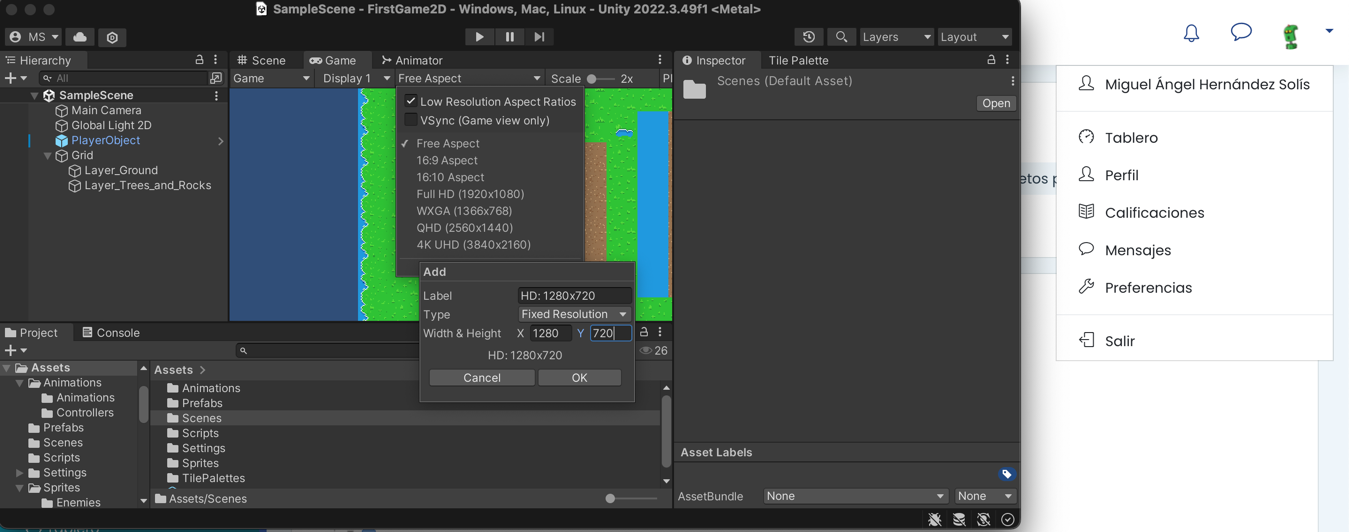 SampleScene - FirstGame2D - Windows, Mac, Linux - Unity 2022.3.49f1 <Metal>
MS
Layers
Layout
Hierarchy
All
SampleScene
Main Camera
Global Light 2D
PlayerObject
Grid
Layer_Ground
Layer_Trees_and_Rocks
Scene
Game
Animator
Game
Display 1
Free Aspect
Scale
2x
Pl
Low Resolution Aspect Ratios
VSync (Game view only)
Free Aspect
16:9 Aspect
16:10 Aspect
Full HD (1920x1080)
WXGA (1366x768)
QHD (2560x1440)
4K UHD (3840x2160)
Add
Label
HD: 1280x720
Type
Fixed Resolution
Width & Height
X
1280
Y
720
HD: 1280x720
Cancel
OK
Project
Console
26
Assets
Animations
Animations
Controllers
Prefabs
Scenes
Scripts
Settings
Sprites
Enemies
Assets
Animations
Prefabs
Scenes
Scripts
Settings
Sprites
TilePalettes
Assets/Scenes
Inspector
Tile Palette
Scenes (Default Asset)
Open
Asset Labels
AssetBundle
None
None
etos p
Miguel Ángel Hernández Solís
Tablero
Perfil
Calificaciones
Mensajes
Preferencias
Salir